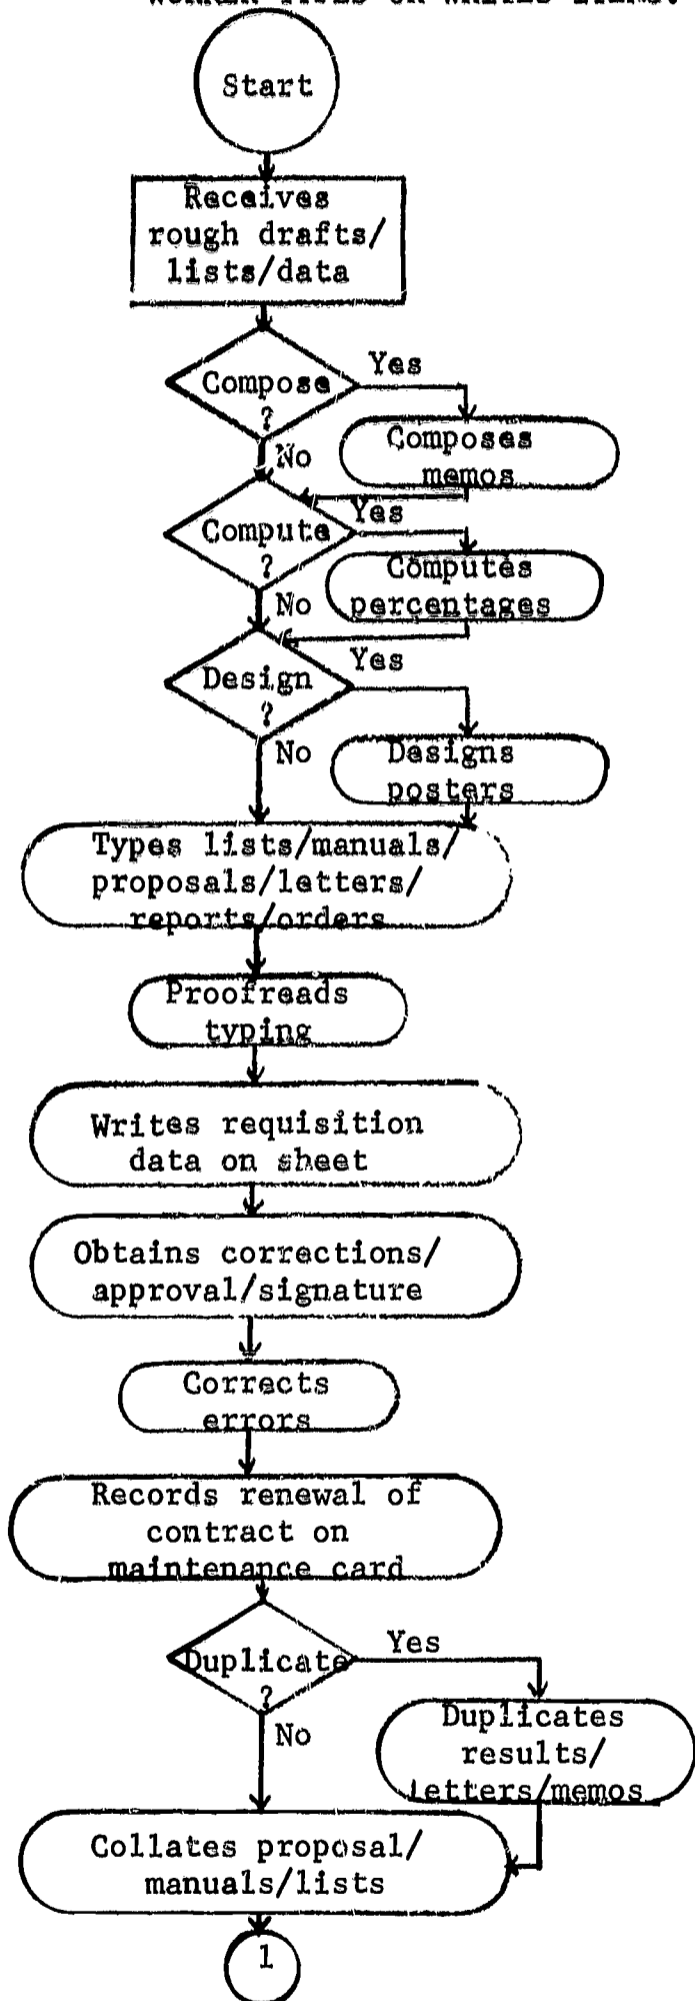 Start
Receives
rough drafts/
lists/data
Compose
?
Yes
Composes
memos
No
Compute
?
Yes
Computes
percentages
No
Design
?
Yes
Designs
posters
No
Types lists/manuals/
proposals/letters/
reports/orders
Proofreads
typing
Writes requisition
data on sheet
Obtains corrections/
approval/signature
Corrects
errors
Records renewal of
contract on
maintenance card
Duplicate
?
Yes
Duplicates
results/
letters/memos
No
Collates proposal/
manuals/lists
1